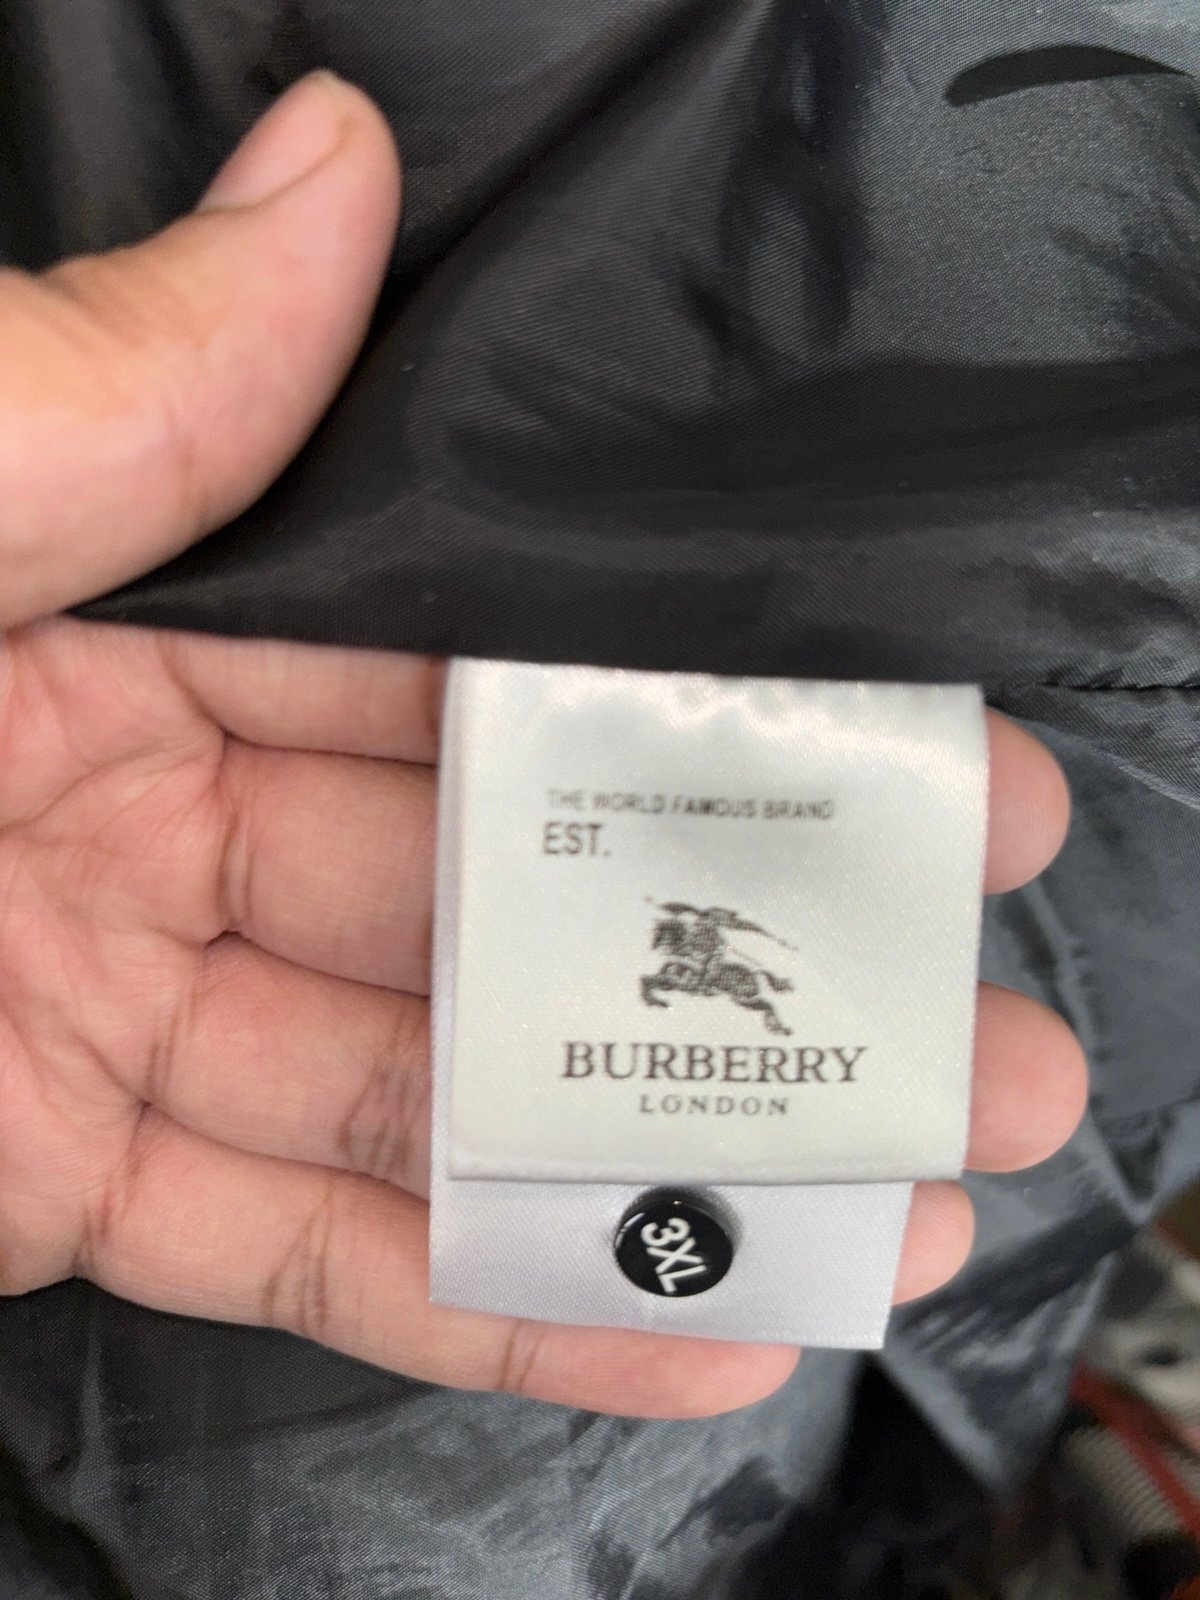 THE WORLD FAMOUS BRAND
EST.
BURBERRY
LONDON
3XL